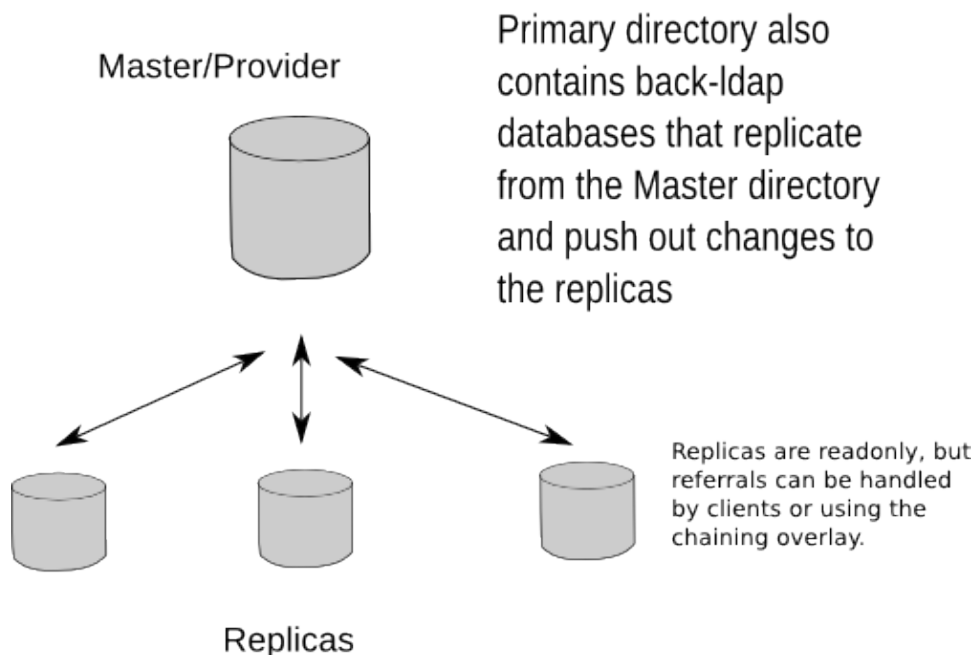 Master/Provider
Primary directory also
contains back-ldap
databases that replicate
from the Master directory
and push out changes to
the replicas
Replicas are readonly, but
referrals can be handled
by clients or using the
chaining overlay.
Replicas